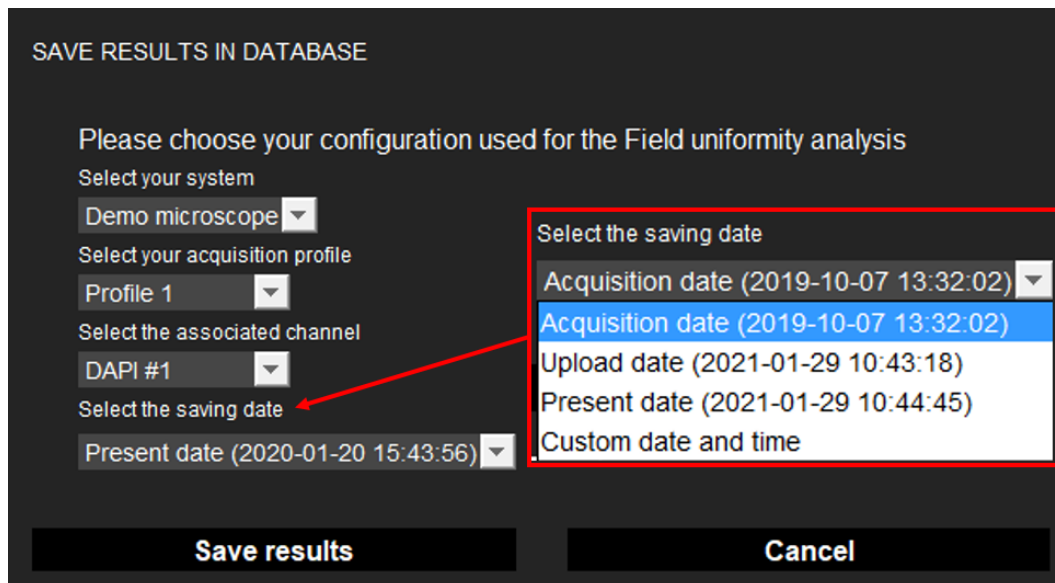 SAVE RESULTS IN DATABASE
Please choose your configuration used for the Field uniformity analysis
Select your system
Demo microscope
Select your acquisition profile
Profile 1
Select the associated channel
DAPI #1
Select the saving date
Present date (2020-01-20 15:43:56)
Select the saving date
Acquisition date (2019-10-07 13:32:02)
Acquisition date (2019-10-07 13:32:02)
Upload date (2021-01-29 10:43:18)
Present date (2021-01-29 10:44:45)
Custom date and time
Save results
Cancel